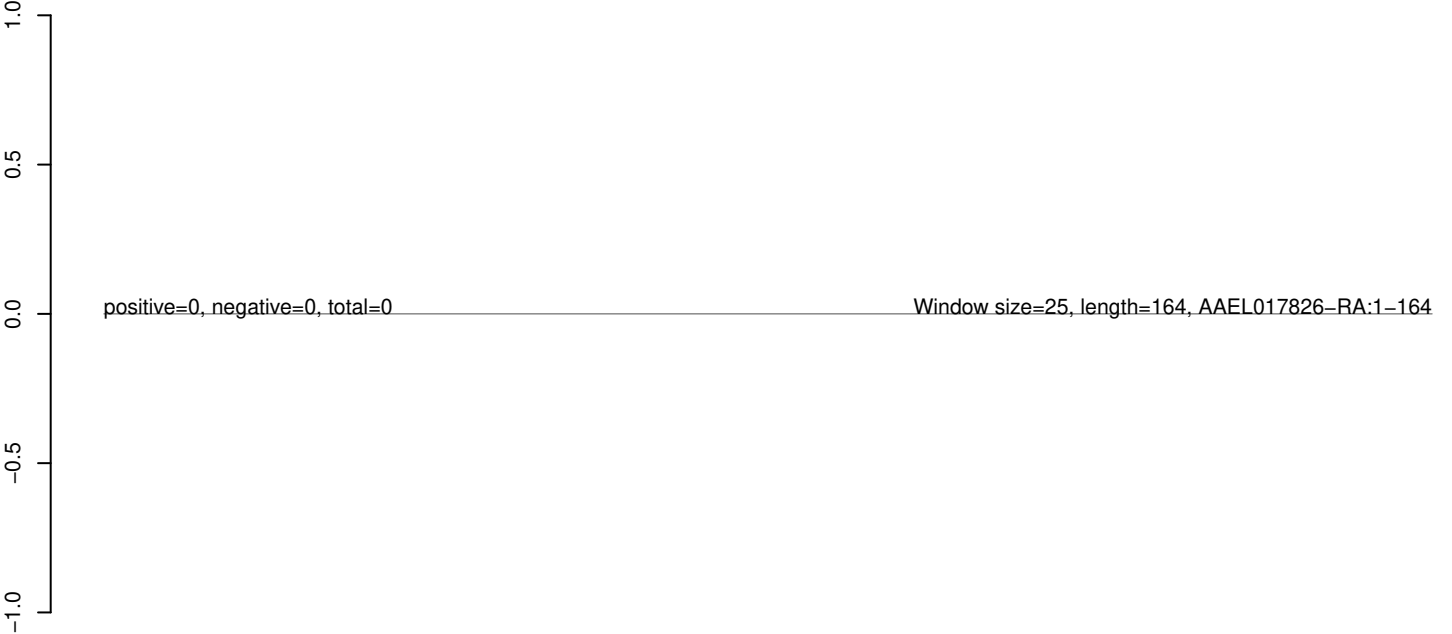 1.0
0.5
0.0
−0.5
−1.0
positive=0, negative=0, total=0
Window size=25, length=164, AAEL017826−RA:1−164